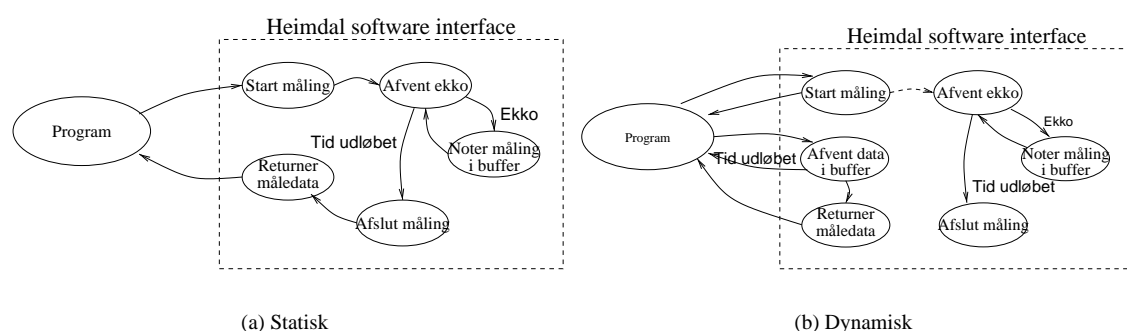 Heimdal software interface
Start måling
Afvent ekko
Program
Ekko
Tid udløbet
Noter måling
i buffer
Returner
måledata
Afslut måling
(a) Statisk
Heimdal software interface
Start måling
Afvent ekko
Program
Ekko
Tid udløbet
Afvent data
i buffer
Noter måling
i buffer
Tid udløbet
Returner
måledata
Afslut måling
(b) Dynamisk